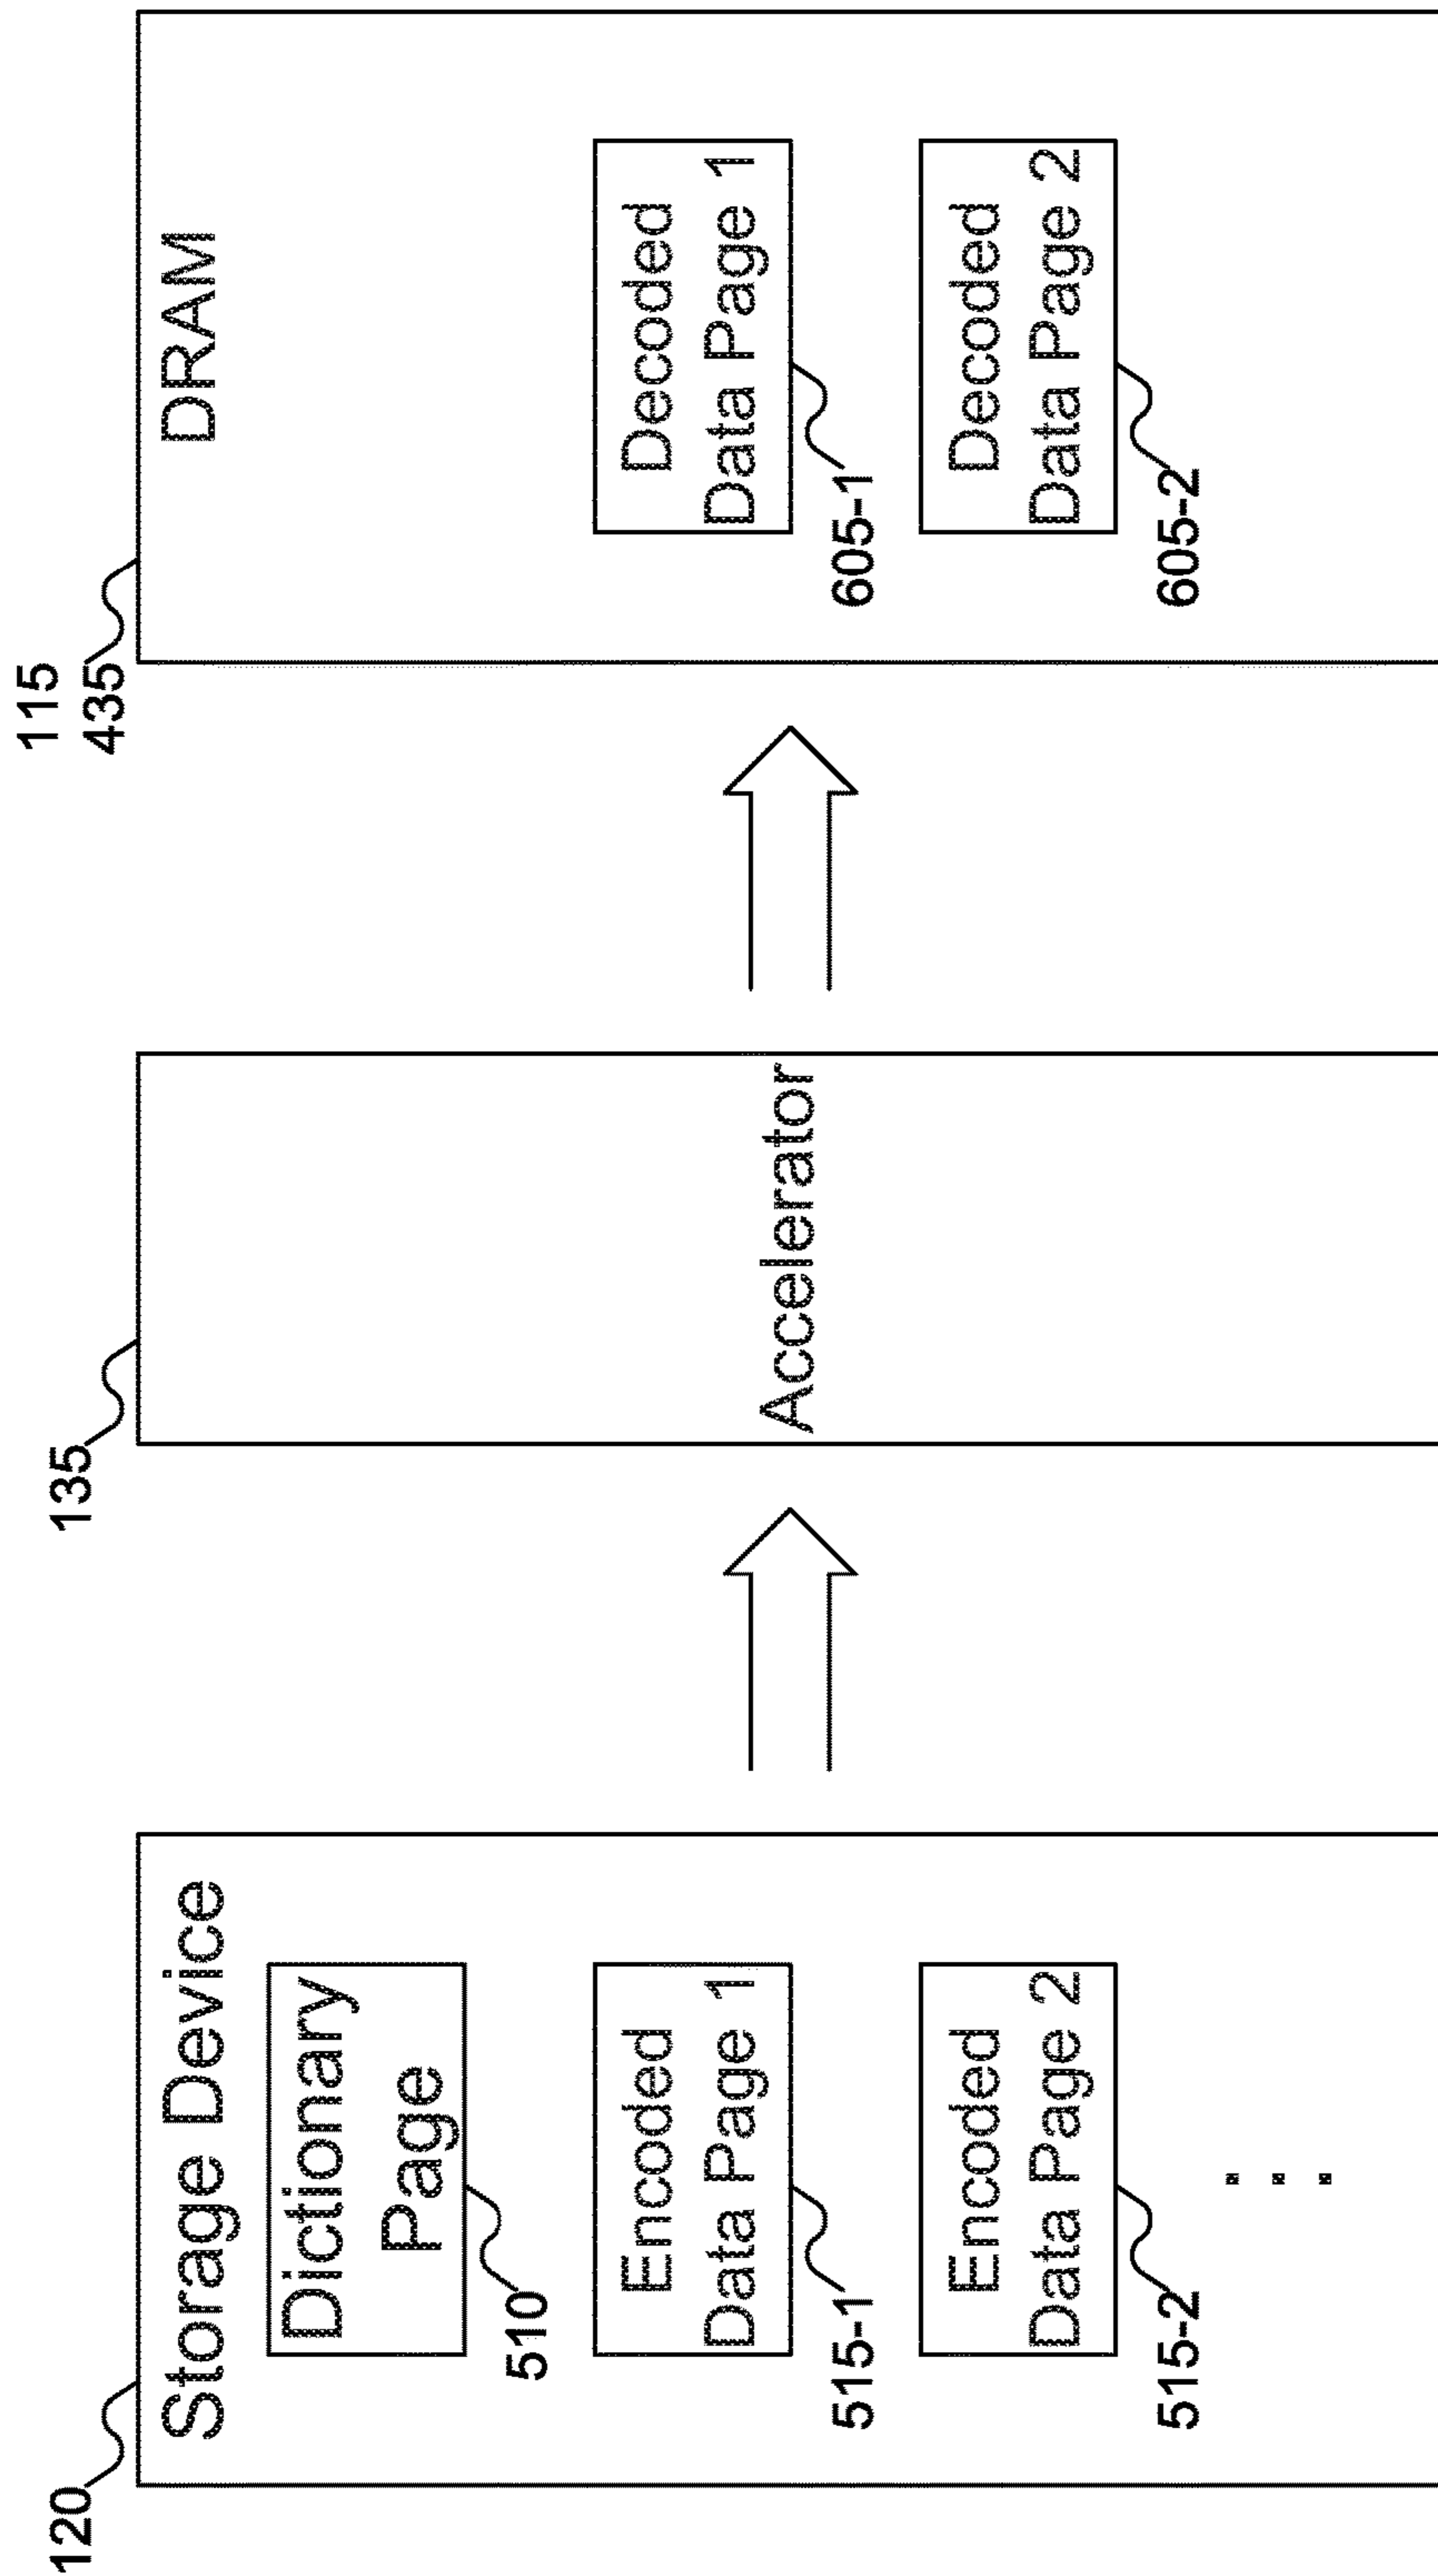 120
Storage Device
Dictionary
Page
510
Encoded
Data Page 1
515-1
Encoded
Data Page 2
515-2
135
Accelerator
115
435
DRAM
Decoded
Data Page 1
605-1
Decoded
Data Page 2
605-2